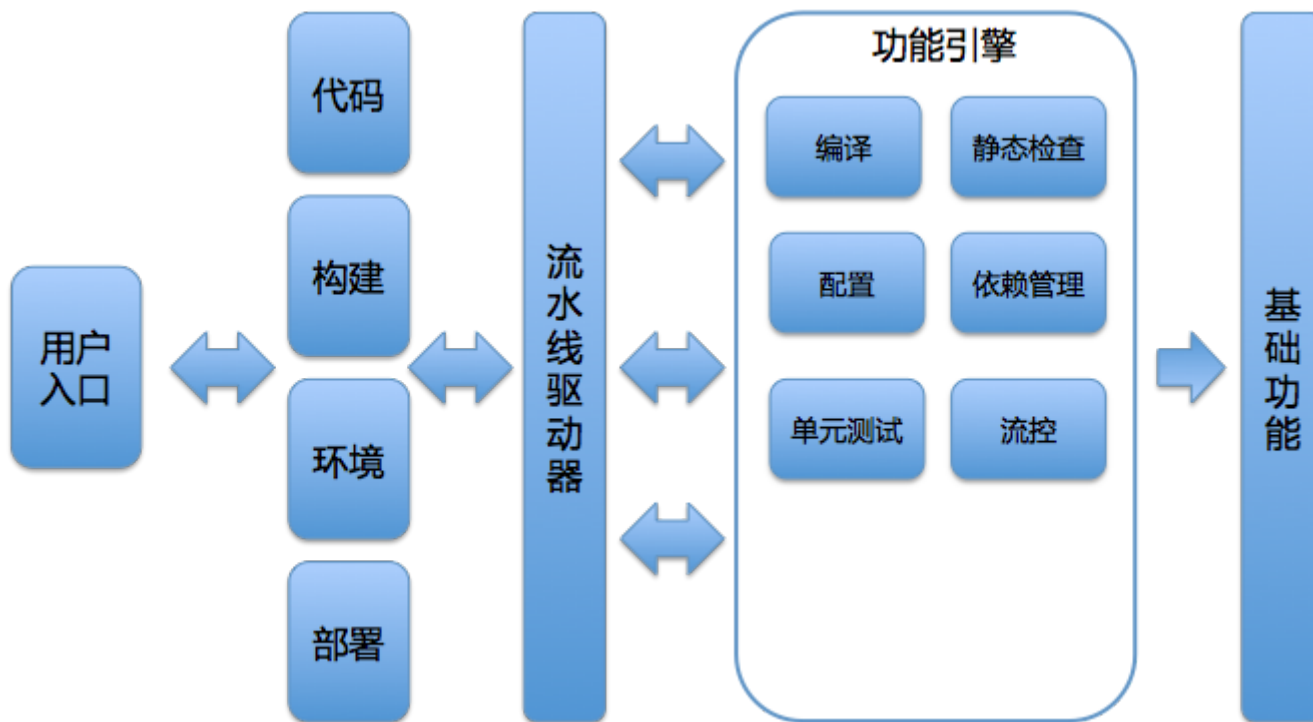 用户
入口
代码
构建
环境
部署
流水线驱动器
功能引擎
编译
静态检查
配置
依赖管理
单元测试
流控
基础功能